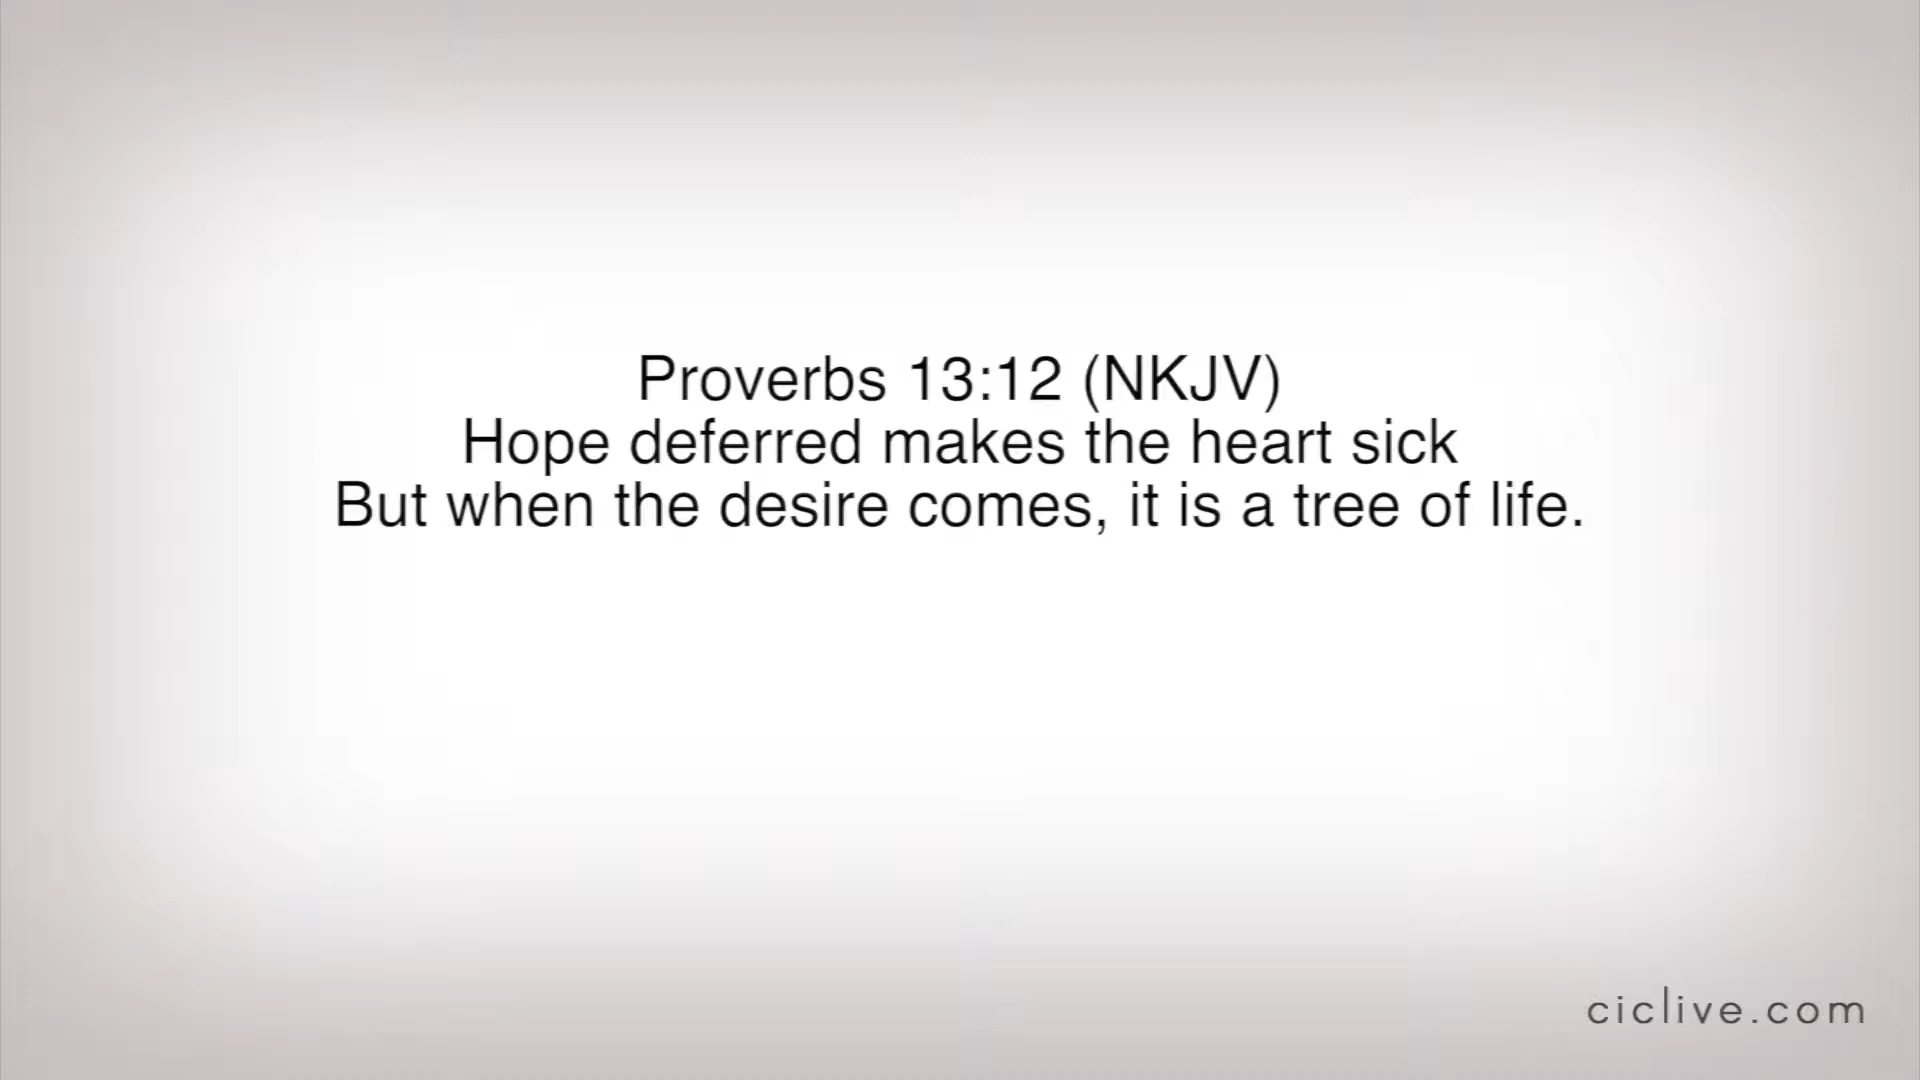 Proverbs 13:12 (NKJV)
Hope deferred makes the heart sick
But when the desire comes, it is a tree of life.
ciclive.com